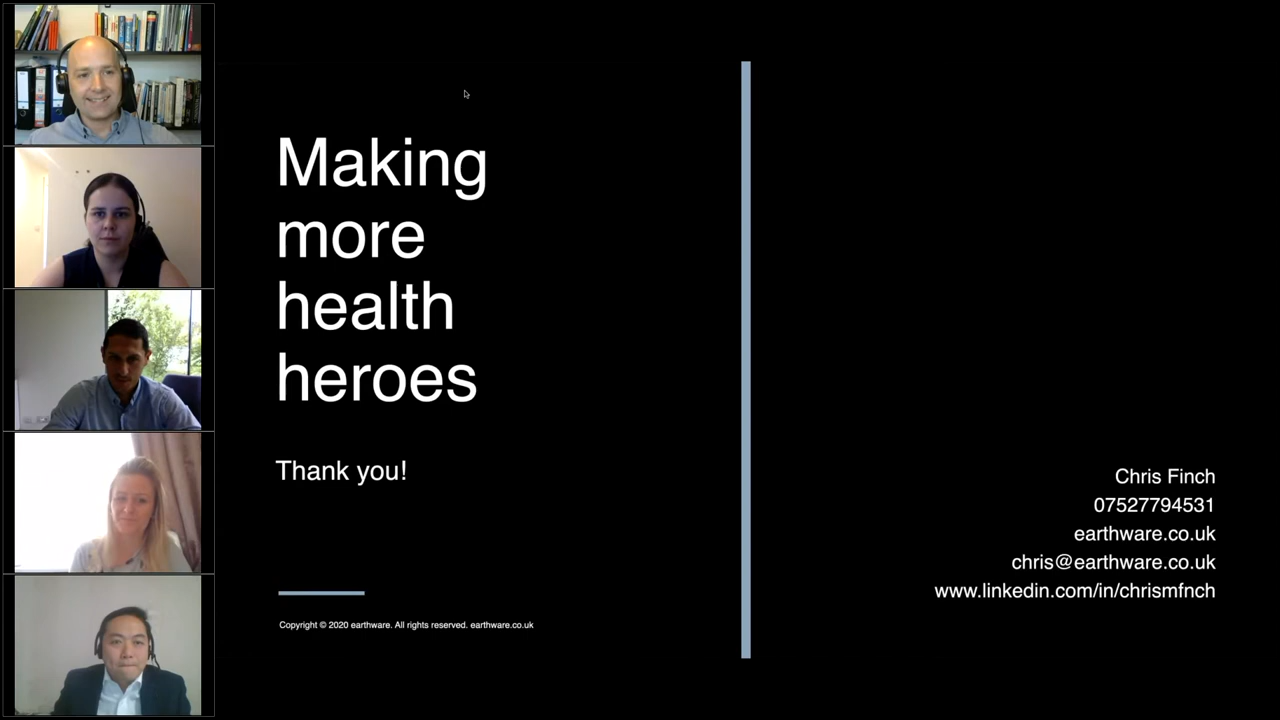 Making
more
health
heroes
Thank you!
Copyright © 2020 earthware. All rights reserved. earthware.co.uk
Chris Finch
07527794531
earthware.co.uk
chris@earthware.co.uk
www.linkedin.com/in/chrismfnch